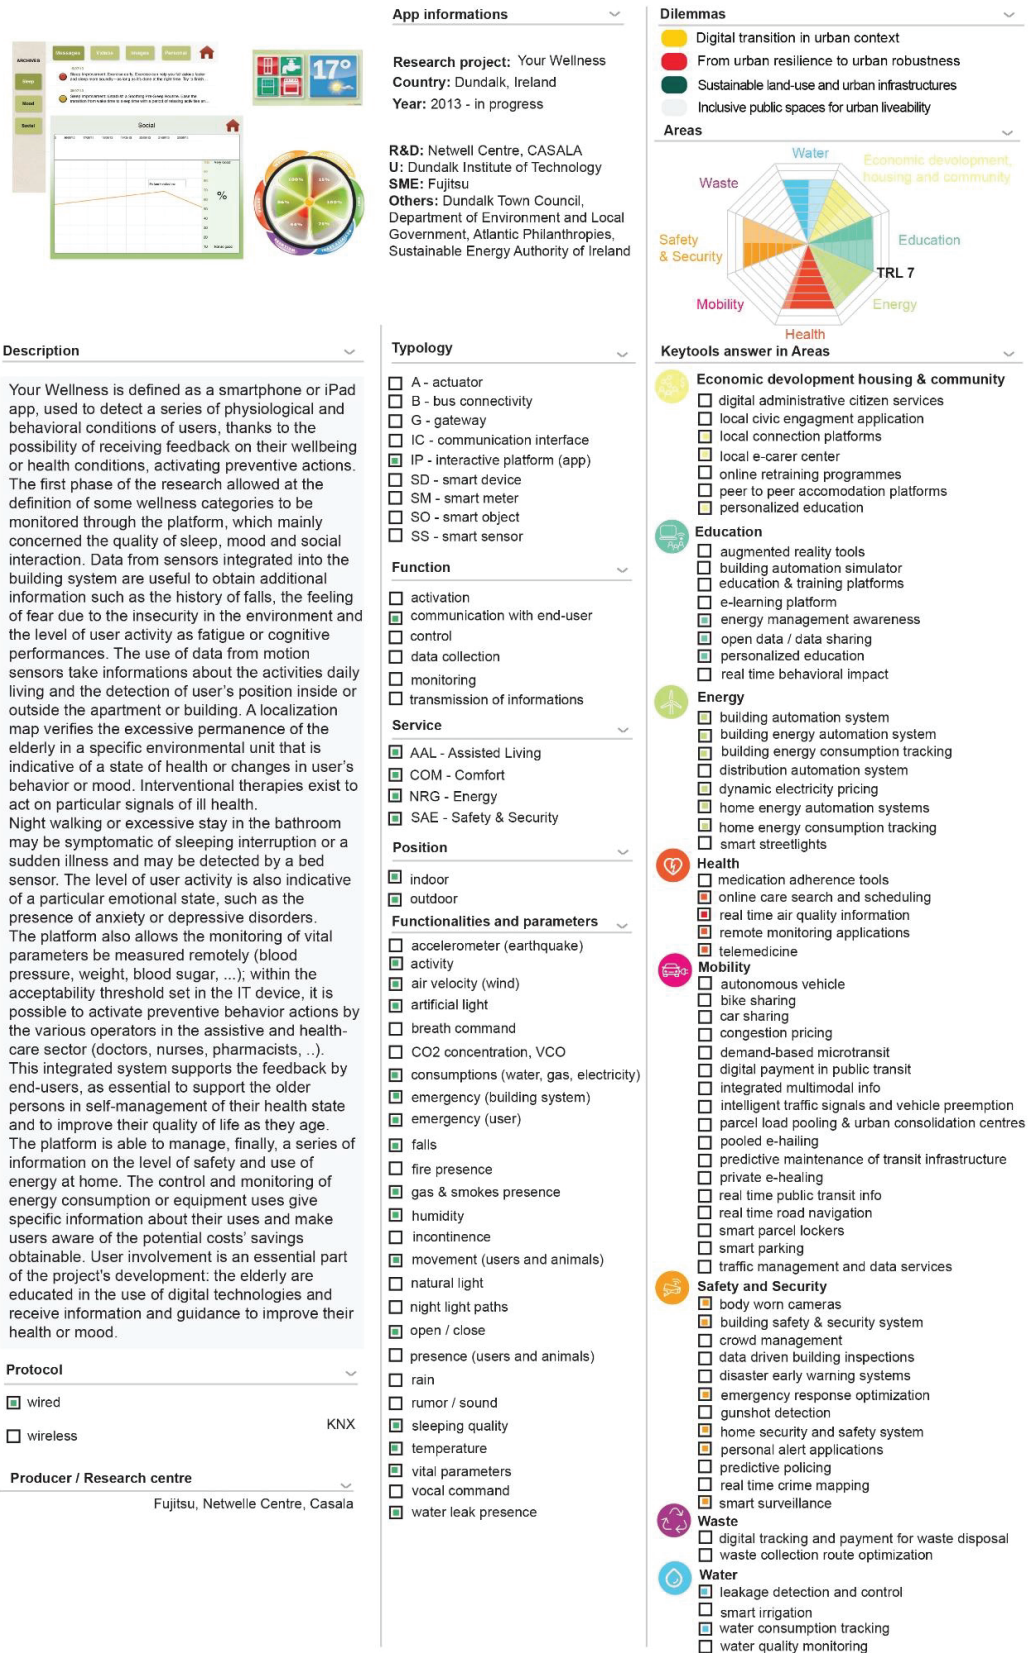 ARCHIVES
Messages
Videos
Images
Personal
Sleep
Mood
Social
Social
%
17°
App informations
Research project: Your Wellness
Country: Dundalk, Ireland
Year: 2013 - in progress
R&D: Netwell Centre, CASALA
U: Dundalk Institute of Technology
SME: Fujitsu
Others: Dundalk Town Council,
Department of Environment and Local
Government, Atlantic Philanthropies,
Sustainable Energy Authority of Ireland
Dilemmas
Digital transition in urban context
From urban resilience to urban robustness
Sustainable land-use and urban infrastructures
Inclusive public spaces for urban liveability
Areas
Water
Economic devolopment,
housing and community
Waste
Safety
& Security
Education
TRL 7
Mobility
Energy
Health
Description
Your Wellness is defined as a smartphone or iPad
app, used to detect a series of physiological and
behavioral conditions of users, thanks to the
possibility of receiving feedback on their wellbeing
or health conditions, activating preventive actions.
The first phase of the research allowed at the
definition of some wellness categories to be
monitored through the platform, which mainly
concerned the quality of sleep, mood and social
interaction. Data from sensors integrated into the
building system are useful to obtain additional
information such as the history of falls, the feeling
of fear due to the insecurity in the environment and
the level of user activity as fatigue or cognitive
performances. The use of data from motion
sensors take informations about the activities daily
living and the detection of user's position inside or
outside the apartment or building. A localization
map verifies the excessive permanence of the
elderly in a specific environmental unit that is
indicative of a state of health or changes in user's
behavior or mood. Interventional therapies exist to
act on particular signals of ill health.
Night walking or excessive stay in the bathroom
may be symptomatic of sleeping interruption or a
sudden illness and may be detected by a bed
sensor. The level of user activity is also indicative
of a particular emotional state, such as the
presence of anxiety or depressive disorders.
The platform also allows the monitoring of vital
parameters be measured remotely (blood
pressure, weight, blood sugar, ...); within the
acceptability threshold set in the IT device, it is
possible to activate preventive behavior actions by
the various operators in the assistive and health-
care sector (doctors, nurses, pharmacists, ..).
This integrated system supports the feedback by
end-users, as essential to support the older
persons in self-management of their health state
and to improve their quality of life as they age.
The platform is able to manage, finally, a series of
information on the level of safety and use of
energy at home. The control and monitoring of
energy consumption or equipment uses give
specific information about their uses and make
users aware of the potential costs' savings
obtainable. User involvement is an essential part
of the project's development: the elderly are
educated in the use of digital technologies and
receive information and guidance to improve their
health or mood.
Protocol
wired
KNX
wireless
Producer / Research centre
Fujitsu, Netwelle Centre, Casala
Typology
A - actuator
B - bus connectivity
G - gateway
IC - communication interface
IP - interactive platform (app)
SD - smart device
SM - smart meter
SO - smart object
SS - smart sensor
Function
activation
communication with end-user
control
data collection
monitoring
transmission of informations
Service
AAL - Assisted Living
COM - Comfort
NRG - Energy
SAE - Safety & Security
Position
indoor
outdoor
Functionalities and parameters
accelerometer (earthquake)
activity
air velocity (wind)
artificial light
breath command
CO2 concentration, VCO
consumptions (water, gas, electricity)
emergency (building system)
emergency (user)
falls
fire presence
gas & smokes presence
humidity
incontinence
movement (users and animals)
natural light
night light paths
open / close
presence (users and animals)
rain
rumor / sound
sleeping quality
temperature
vital parameters
vocal command
water leak presence
Keytools answer in Areas
Economic devolopment housing & community
digital administrative citizen services
local civic engagment application
local connection platforms
local e-carer center
online retraining programmes
peer to peer accomodation platforms
personalized education
Education
augmented reality tools
building automation simulator
education & training platforms
e-learning platform
energy management awareness
open data / data sharing
personalized education
real time behavioral impact
Energy
building automation system
building energy automation system
building energy consumption tracking
distribution automation system
dynamic electricity pricing
home energy automation systems
home energy consumption tracking
smart streetlights
Health
medication adherence tools
online care search and scheduling
real time air quality information
remote monitoring applications
telemedicine
Mobility
autonomous vehicle
bike sharing
car sharing
congestion pricing
demand-based microtransit
digital payment in public transit
integrated multimodal info
intelligent traffic signals and vehicle preemption
parcel load pooling & urban consolidation centres
pooled e-hailing
predictive maintenance of transit infrastructure
private e-healing
real time public transit info
real time road navigation
smart parcel lockers
smart parking
traffic management and data services
Safety and Security
body worn cameras
building safety & security system
crowd management
data driven building inspections
disaster early warning systems
emergency response optimization
gunshot detection
home security and safety system
personal alert applications
predictive policing
real time crime mapping
smart surveillance
Waste
digital tracking and payment for waste disposal
waste collection route optimization
Water
leakage detection and control
smart irrigation
water consumption tracking
water quality monitoring